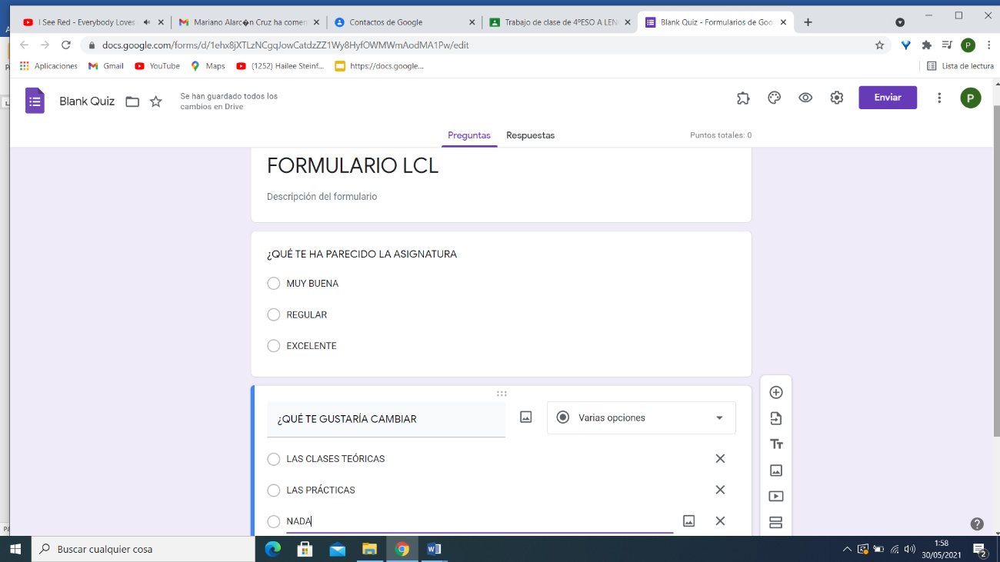 I See Red - Everybody Loves
Mariano Alarc�n Cruz ha comen
Contactos de Google
Trabajo de clase de 4ºESO A LEN
Blank Quiz - Formularios de Goo
docs.google.com/forms/d/1ehx8jXTLzNCgqJowCatdzZZ1Wy8HyfOWMWmAodMA1Pw/edit
P
Aplicaciones
Gmail
YouTube
Maps
(1252) Hailee Steinf...
https://docs.google...
Lista de lectura
Blank Quiz
Se han guardado todos los
cambios en Drive
Enviar
P
Preguntas
Respuestas
Puntos totales: 0
FORMULARIO LCL
Descripción del formulario
¿QUÉ TE HA PARECIDO LA ASIGNATURA
MUY BUENA
REGULAR
EXCELENTE
¿QUÉ TE GUSTARÍA CAMBIAR
Varias opciones
LAS CLASES TEÓRICAS
LAS PRÁCTICAS
NADA
Tт
Buscar cualquier cosa
1:58
30/05/2021
2